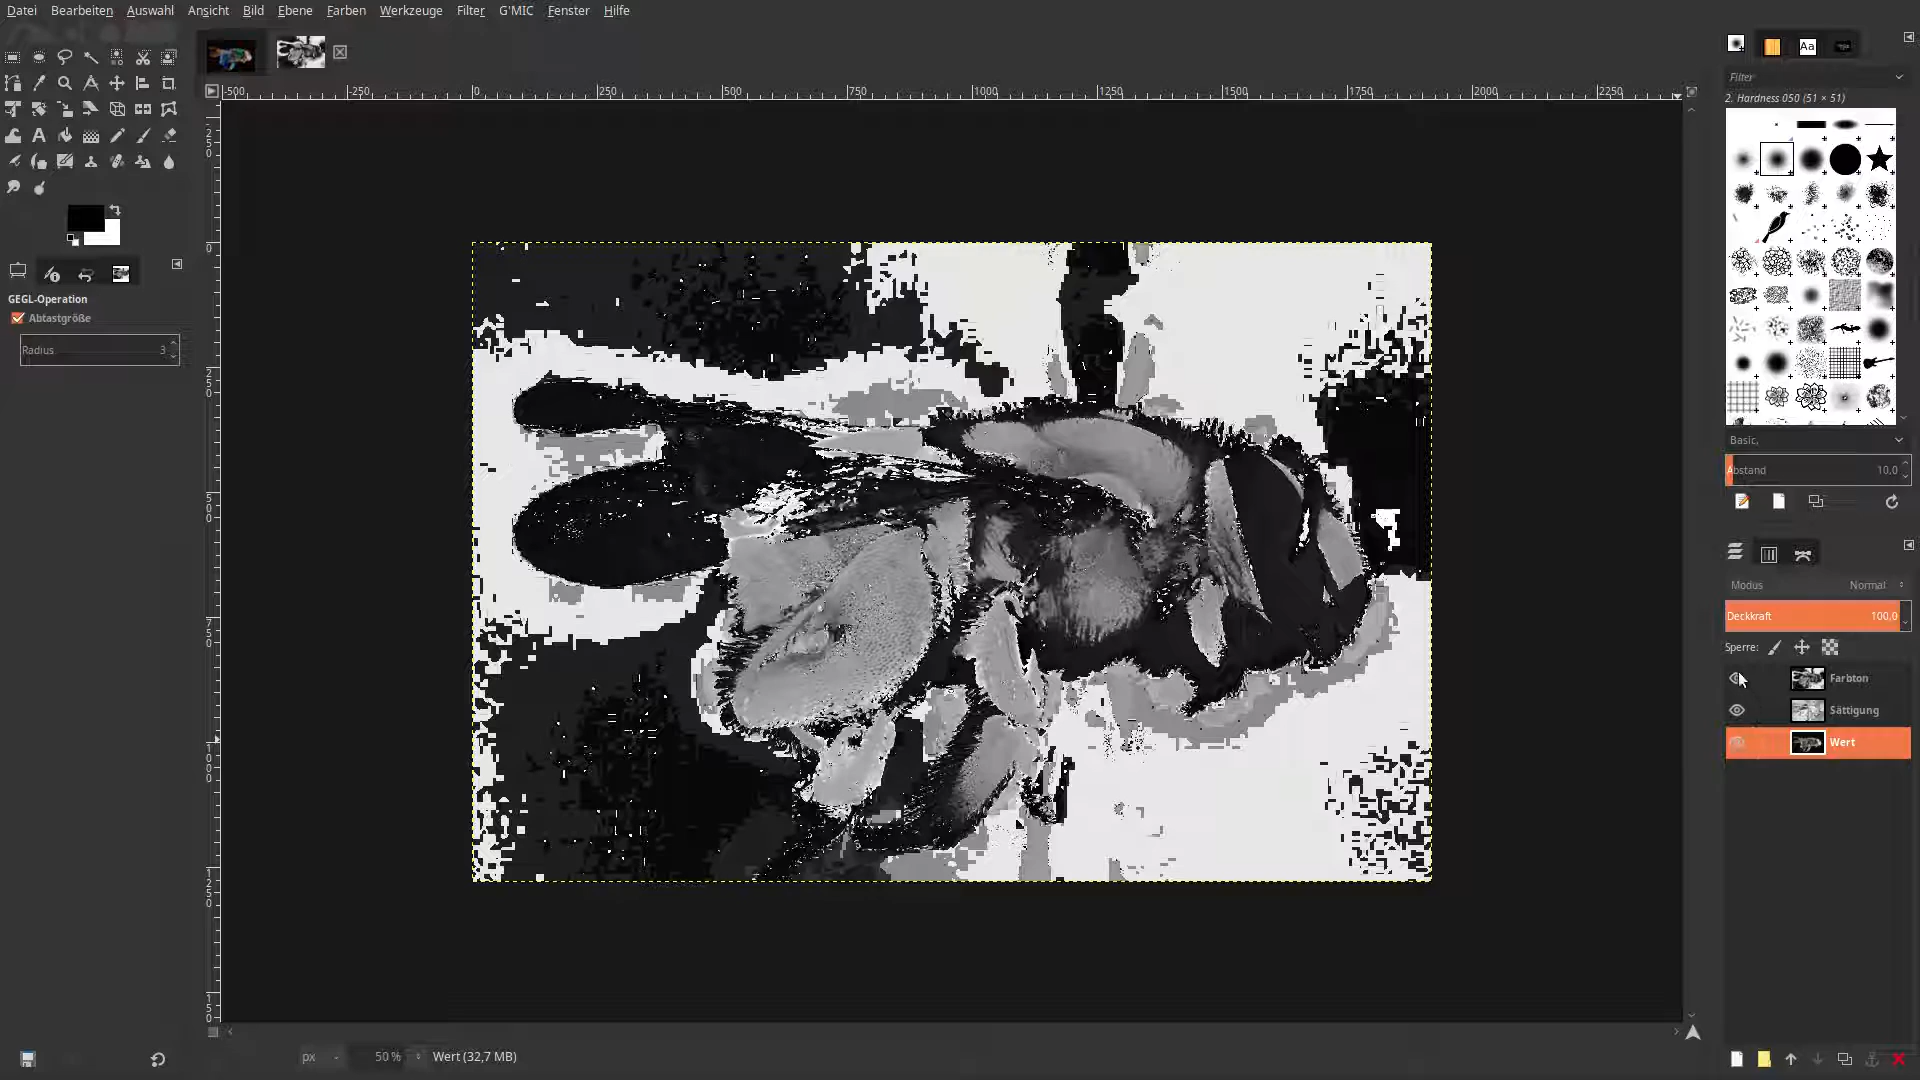 Datei Bearbeiten Auswahl Ansicht Bild Ebene Farben Werkzeuge Filter G'MIC Fenster Hilfe
-500 -250 0 250 500 750 1000 1250 1500 1750 2000 2250
Filter
2. Hardness 050 (51 × 51)
GEGL-Operation
Abtastgröße
Radius 3
Basic,
Abstand 10,0
Modus Normal
Deckkraft 100,0
Sperre:
Farbton
Sättigung
Wert
px 50 % Wert (32,7 MB)